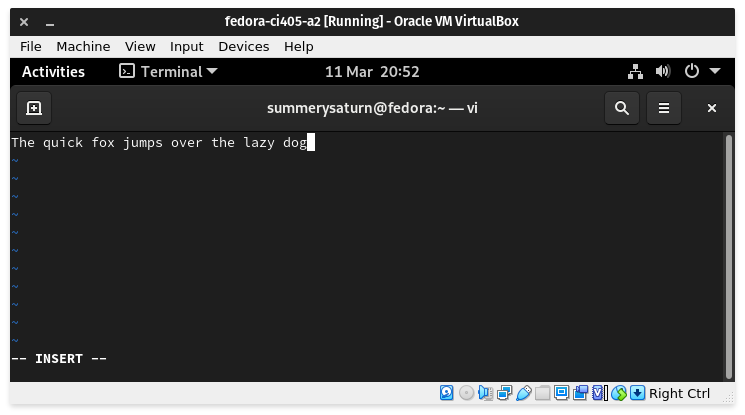 fedora-ci405-a2 [Running] - Oracle VM VirtualBox
File Machine View Input Devices Help
Activities Terminal 11 Mar 20:52
summerysaturn@fedora:~ — vi
The quick fox jumps over the lazy dog
~
~
~
~
~
~
~
~
~
~
~
-- INSERT --
Right Ctrl